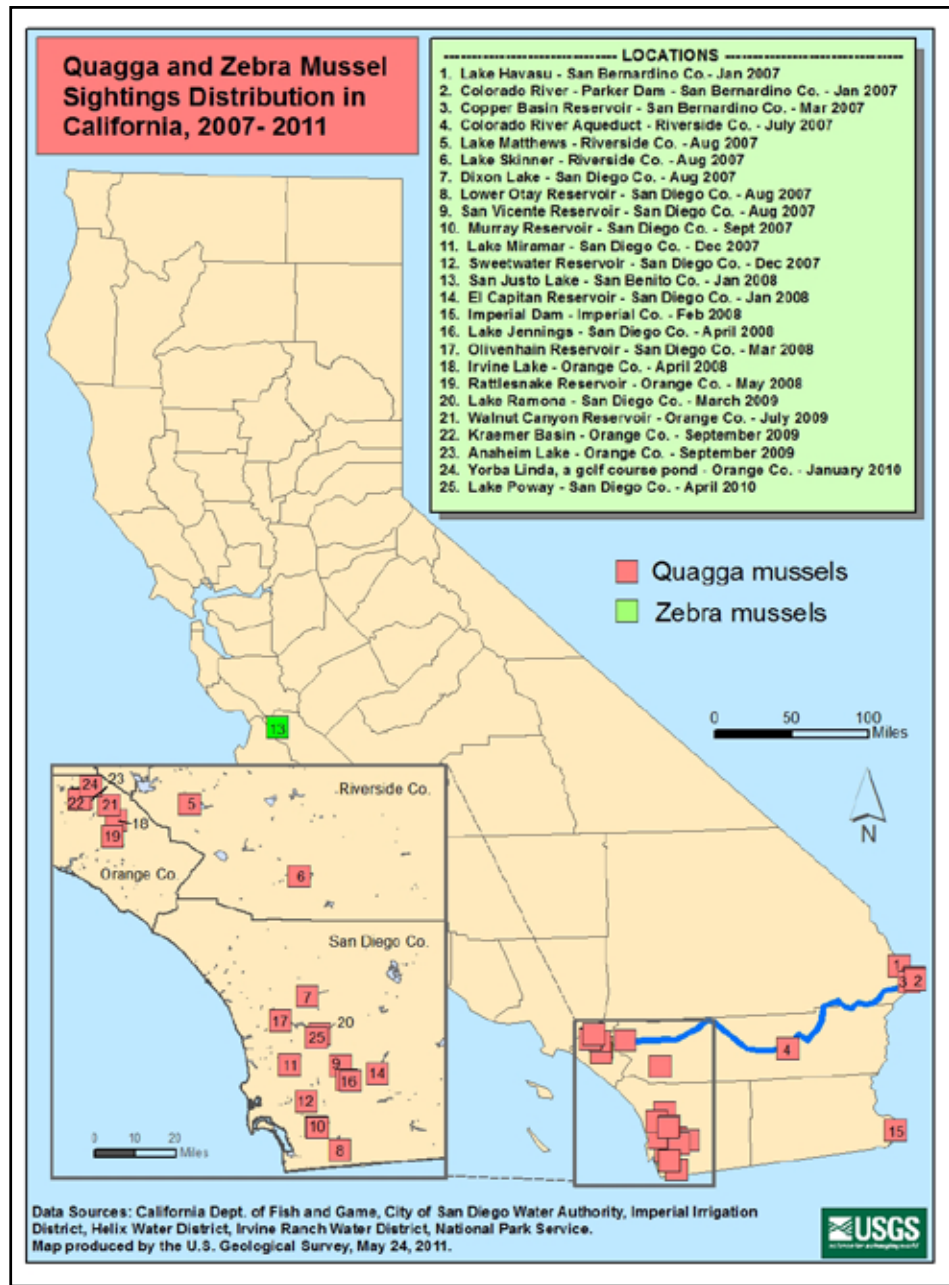 Quagga and Zebra Mussel
Sightings Distribution in
California, 2007- 2011
LOCATIONS
1. Lake Havasu - San Bernardino Co.- Jan 2007
2. Colorado River - Parker Dam - San Bernardino Co. - Jan 2007
3. Copper Basin Reservoir - San Bernardino Co. - Mar 2007
4. Colorado River Aqueduct - Riverside Co. - July 2007
5. Lake Matthews - Riverside Co. - Aug 2007
6. Lake Skinner - Riverside Co. - Aug 2007
7. Dixon Lake - San Diego Co. - Aug 2007
8. Lower Otay Reservoir - San Diego Co. - Aug 2007
9. San Vicente Reservoir - San Diego Co. - Aug 2007
10. Murray Reservoir - San Diego Co. - Sept 2007
11. Lake Miramar - San Diego Co. - Dec 2007
12. Sweetwater Reservoir - San Diego Co. - Dec 2007
13. San Justo Lake - San Benito Co. - Jan 2008
14. El Capitan Reservoir - San Diego Co. - Jan 2008
15. Imperial Dam - Imperial Co. - Feb 2008
16. Lake Jennings - San Diego Co. - April 2008
17. Olivenhain Reservoir - San Diego Co. - Mar 2008
18. Irvine Lake - Orange Co. - April 2008
19. Rattlesnake Reservoir - Orange Co. - May 2008
20. Lake Ramona - San Diego Co. - March 2009
21. Walnut Canyon Reservoir - Orange Co. - July 2009
22. Kraemer Basin - Orange Co. - September 2009
23. Anaheim Lake - Orange Co. - September 2009
24. Yorba Linda, a golf course pond - Orange Co. - January 2010
25. Lake Poway - San Diego Co. - April 2010
Quagga mussels
Zebra mussels
0 50 100
Miles
N
13
24 23
22 21
18
19
5
Riverside Co.
Orange Co.
6
San Diego Co.
7
17
20
25
11
9
16
14
12
10
8
0 10 20
Miles
1
3 2
4
15
Data Sources: California Dept. of Fish and Game, City of San Diego Water Authority, Imperial Irrigation
District, Helix Water District, Irvine Ranch Water District, National Park Service.
Map produced by the U.S. Geological Survey, May 24, 2011.
USGS
science for a changing world